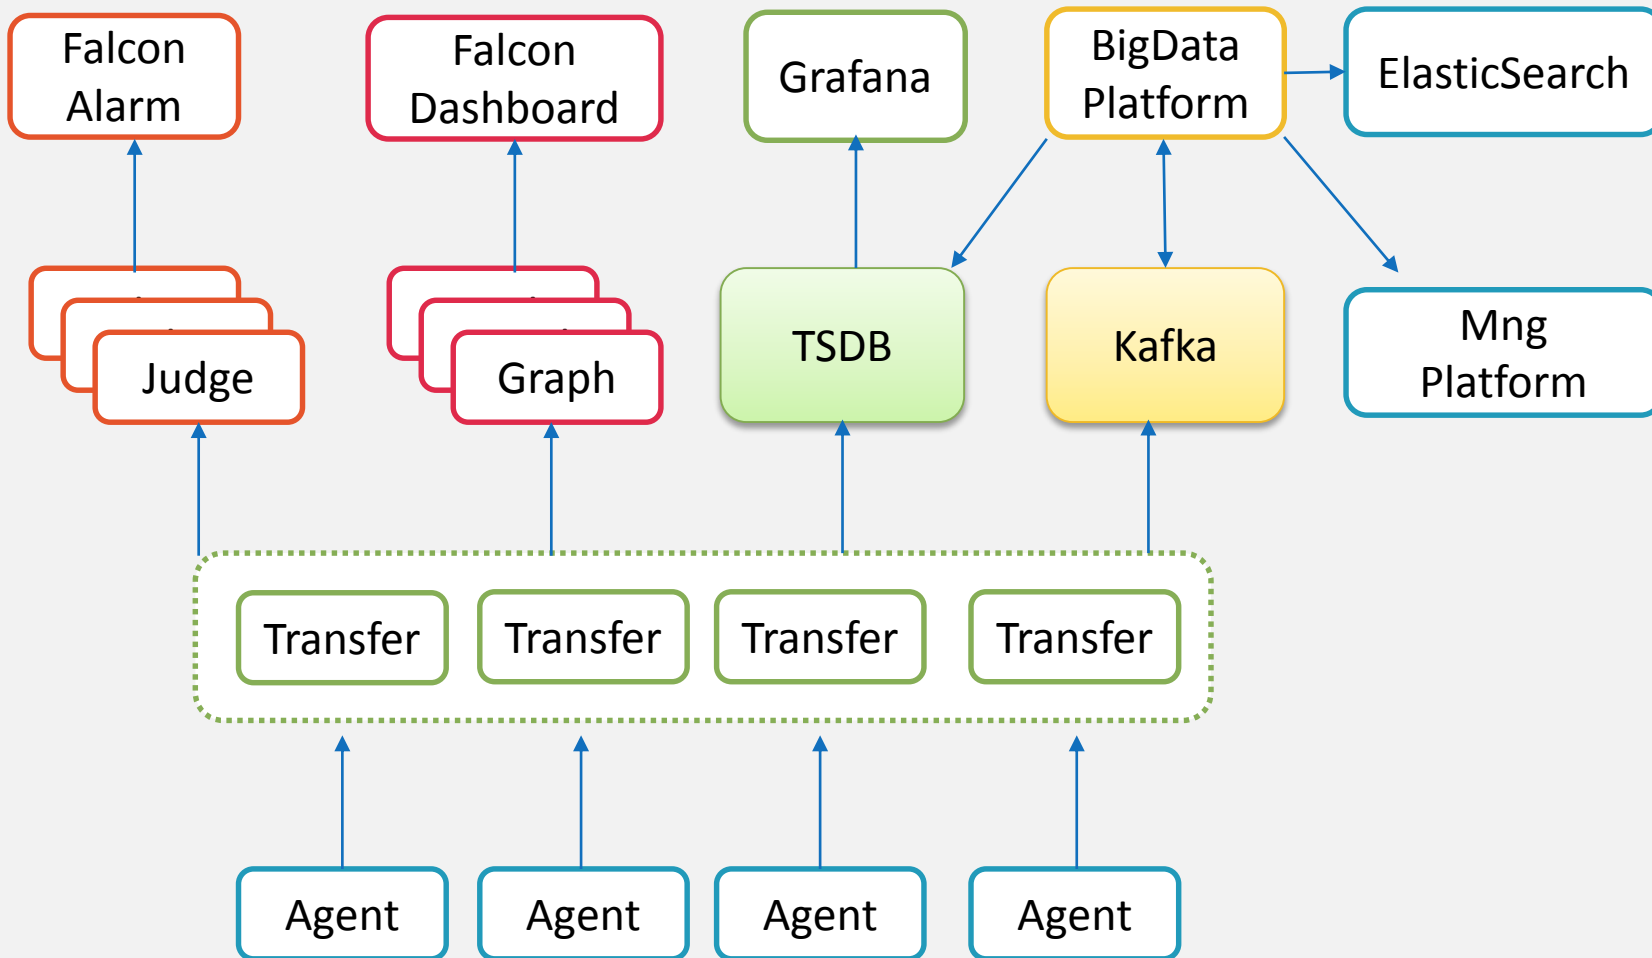 Falcon
Alarm
Falcon
Dashboard
Grafana
BigData
Platform
ElasticSearch
Judge
Graph
TSDB
Kafka
Mng
Platform
Transfer
Transfer
Transfer
Transfer
Agent
Agent
Agent
Agent